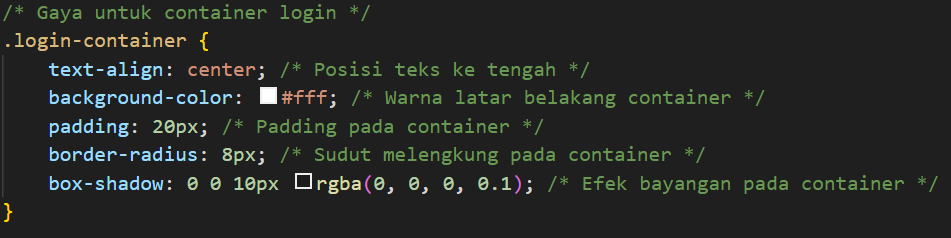 /* Gaya untuk container login */
.login-container {
    text-align: center; /* Posisi teks ke tengah */
    background-color: #fff; /* Warna latar belakang container */
    padding: 20px; /* Padding pada container */
    border-radius: 8px; /* Sudut melengkung pada container */
    box-shadow: 0 0 10px rgba(0, 0, 0, 0.1); /* Efek bayangan pada container */
}